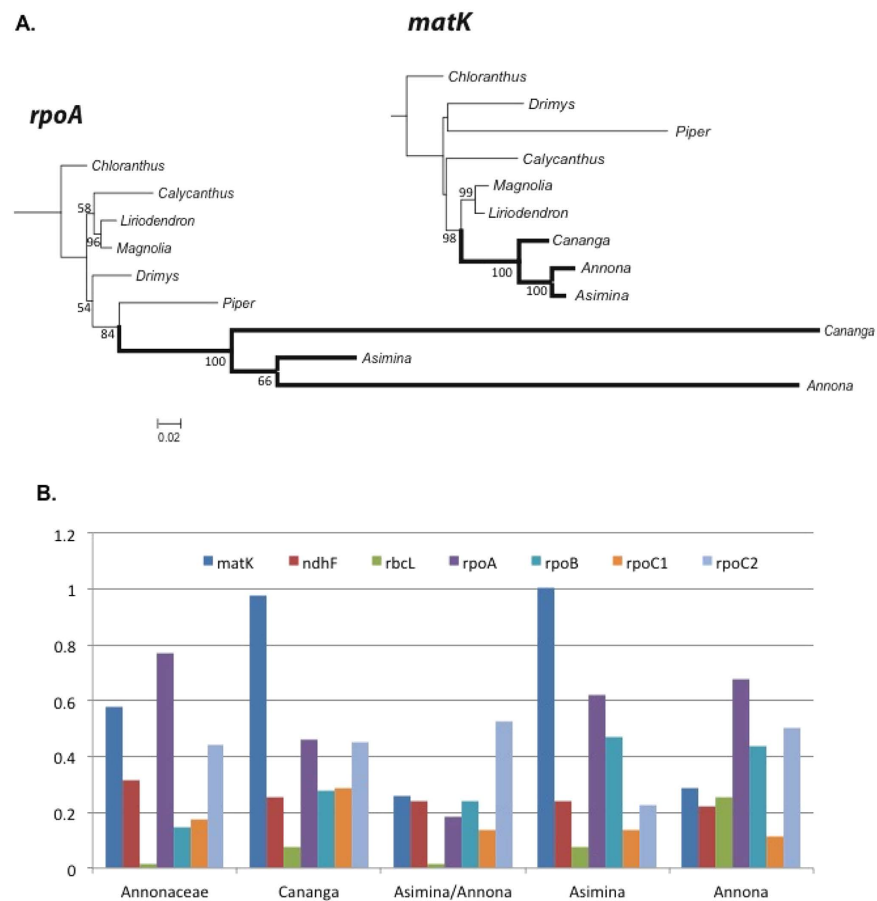 A.
matK
Chloranthus
Drimys
Piper
Calycanthus
99
Magnolia
Liriodendron
98
Cananga
100
Annona
100
Asimina
rpoA
Chloranthus
58
Calycanthus
Liriodendron
96
Magnolia
Drimys
54
Piper
84
Cananga
100
Asimina
66
Annona
0.02
B.
1.2
matK ndhF rbcL rpoA rpoB rpoC1 rpoC2
1
0.8
0.6
0.4
0.2
0
Annonaceae Cananga Asimina/Annona Asimina Annona